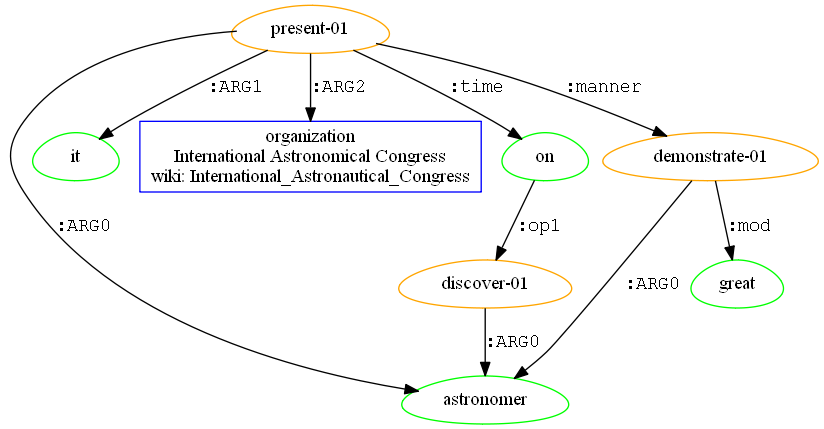 present-01
:ARG1
:ARG2
:time
:manner
it
organization
International Astronomical Congress
wiki: International_Astronautical_Congress
on
demonstrate-01
:ARG0
:op1
:mod
discover-01
:ARG0
great
:ARG0
astronomer